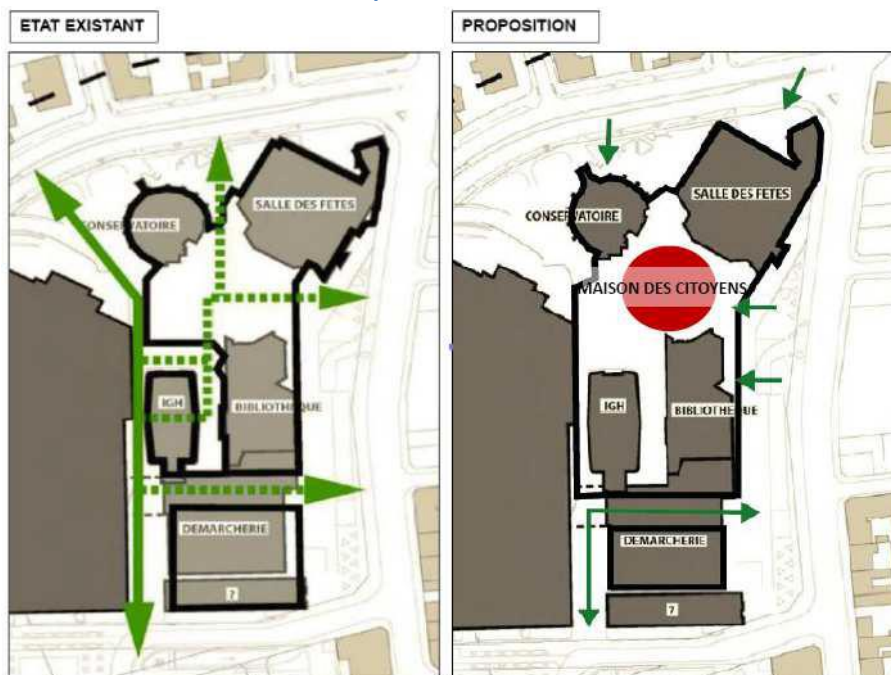 ETAT EXISTANT
CONSERVATOIRE
SALLE DES FETES
IGH
BIBLIOTHEQUE
DEMARCHERIE
7
PROPOSITION
SALLE DES FETES
CONSERVATOIRE
MAISON DES CITOYENS
IGH
BIBLIOTHEQUE
DEMARCHERIE
7